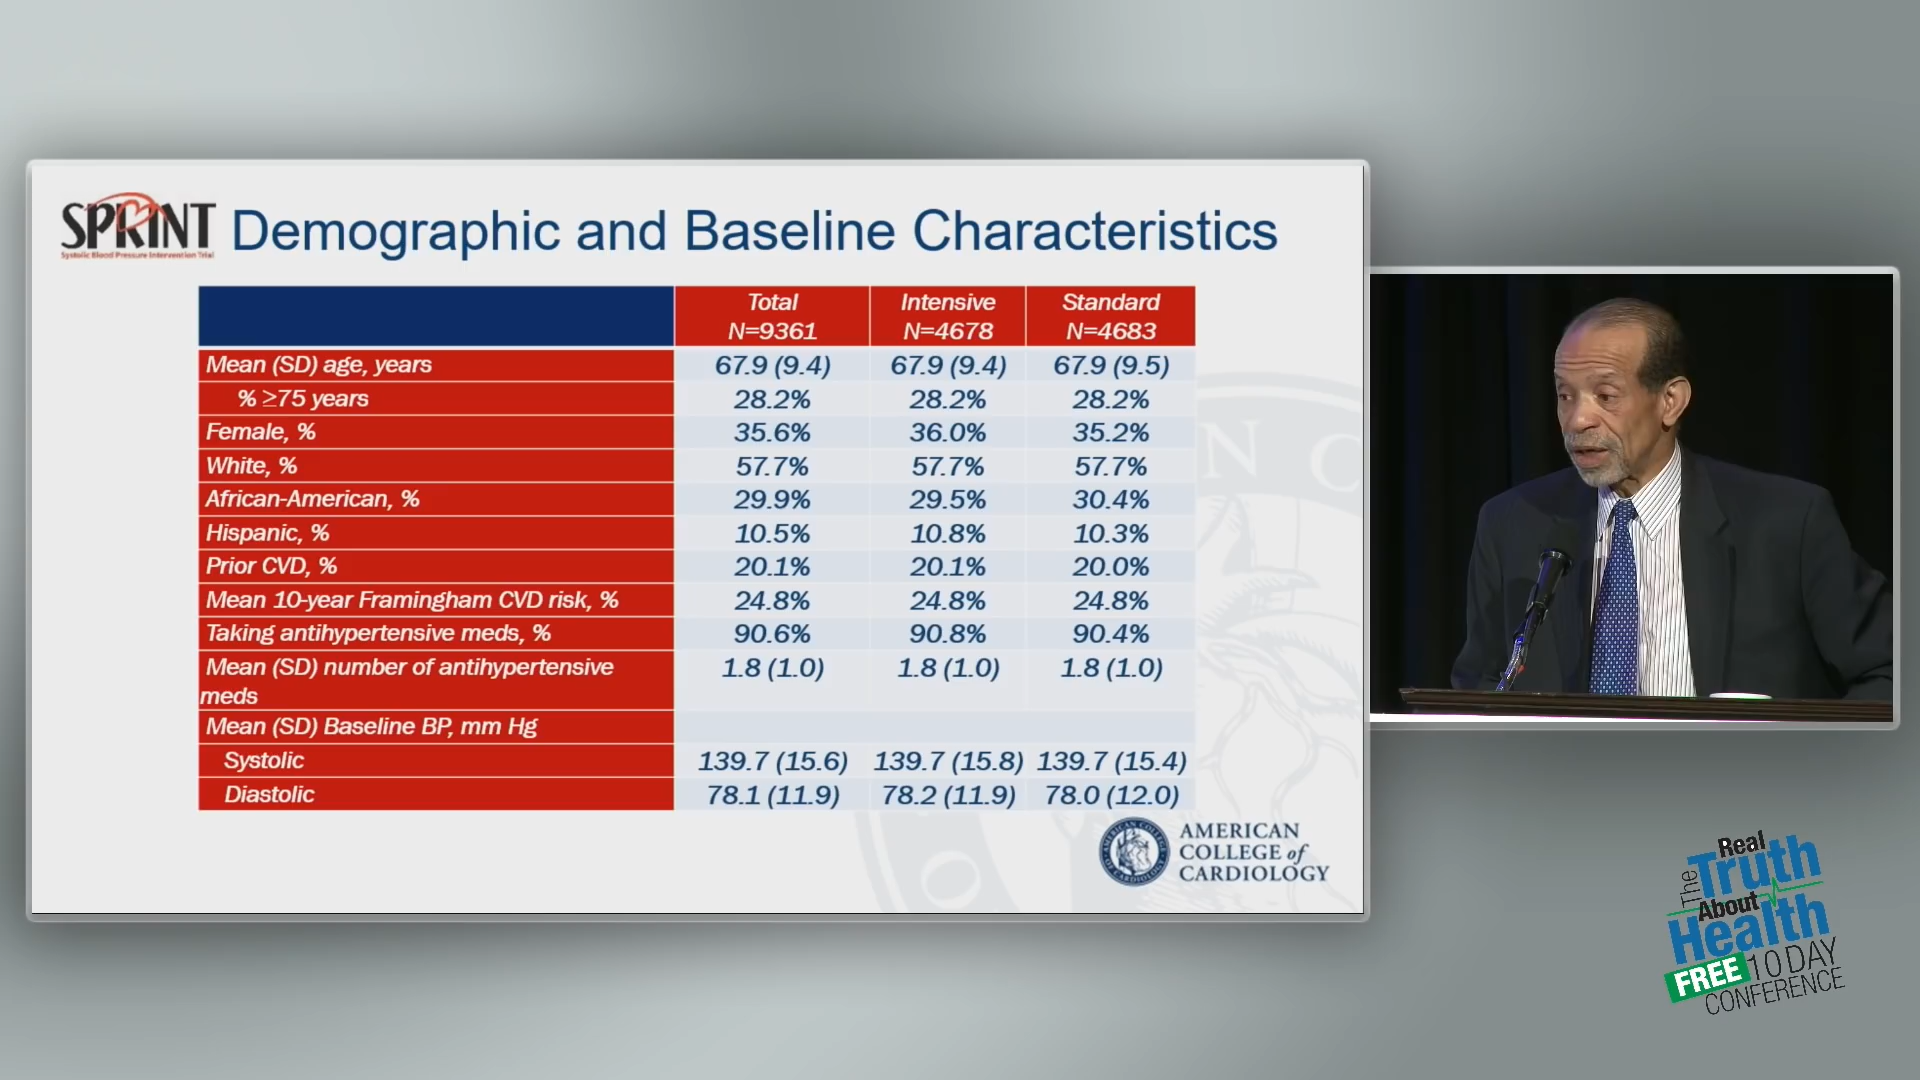 SPRINT
Systolic Blood Pressure Intervention Trial
Demographic and Baseline Characteristics
Total Intensive Standard
N=9361 N=4678 N=4683
Mean (SD) age, years 67.9 (9.4) 67.9 (9.4) 67.9 (9.5)
% ≥75 years 28.2% 28.2% 28.2%
Female, % 35.6% 36.0% 35.2%
White, % 57.7% 57.7% 57.7%
African-American, % 29.9% 29.5% 30.4%
Hispanic, % 10.5% 10.8% 10.3%
Prior CVD, % 20.1% 20.1% 20.0%
Mean 10-year Framingham CVD risk, % 24.8% 24.8% 24.8%
Taking antihypertensive meds, % 90.6% 90.8% 90.4%
Mean (SD) number of antihypertensive 1.8 (1.0) 1.8 (1.0) 1.8 (1.0)
meds
Mean (SD) Baseline BP, mm Hg
Systolic 139.7 (15.6) 139.7 (15.8) 139.7 (15.4)
Diastolic 78.1 (11.9) 78.2 (11.9) 78.0 (12.0)
AMERICAN
COLLEGE of
CARDIOLOGY
The Real
Truth
About
Health
FREE 10 DAY
CONFERENCE